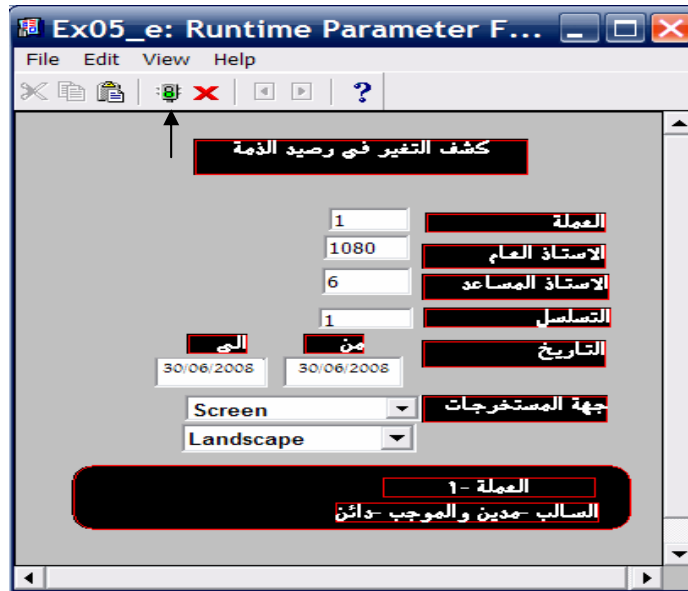 Ex05_e: Runtime Parameter F...
File Edit View Help
كشف التغير في رصيد الذمة
العملة 1
الاستاذ العام 1080
الاستاذ المساعد 6
التسلسل 1
من الى
التاريخ 30/06/2008 30/06/2008
جهة المستخرجات Screen
Landscape
العملة -١
السالب -مدين والموجب -دائن